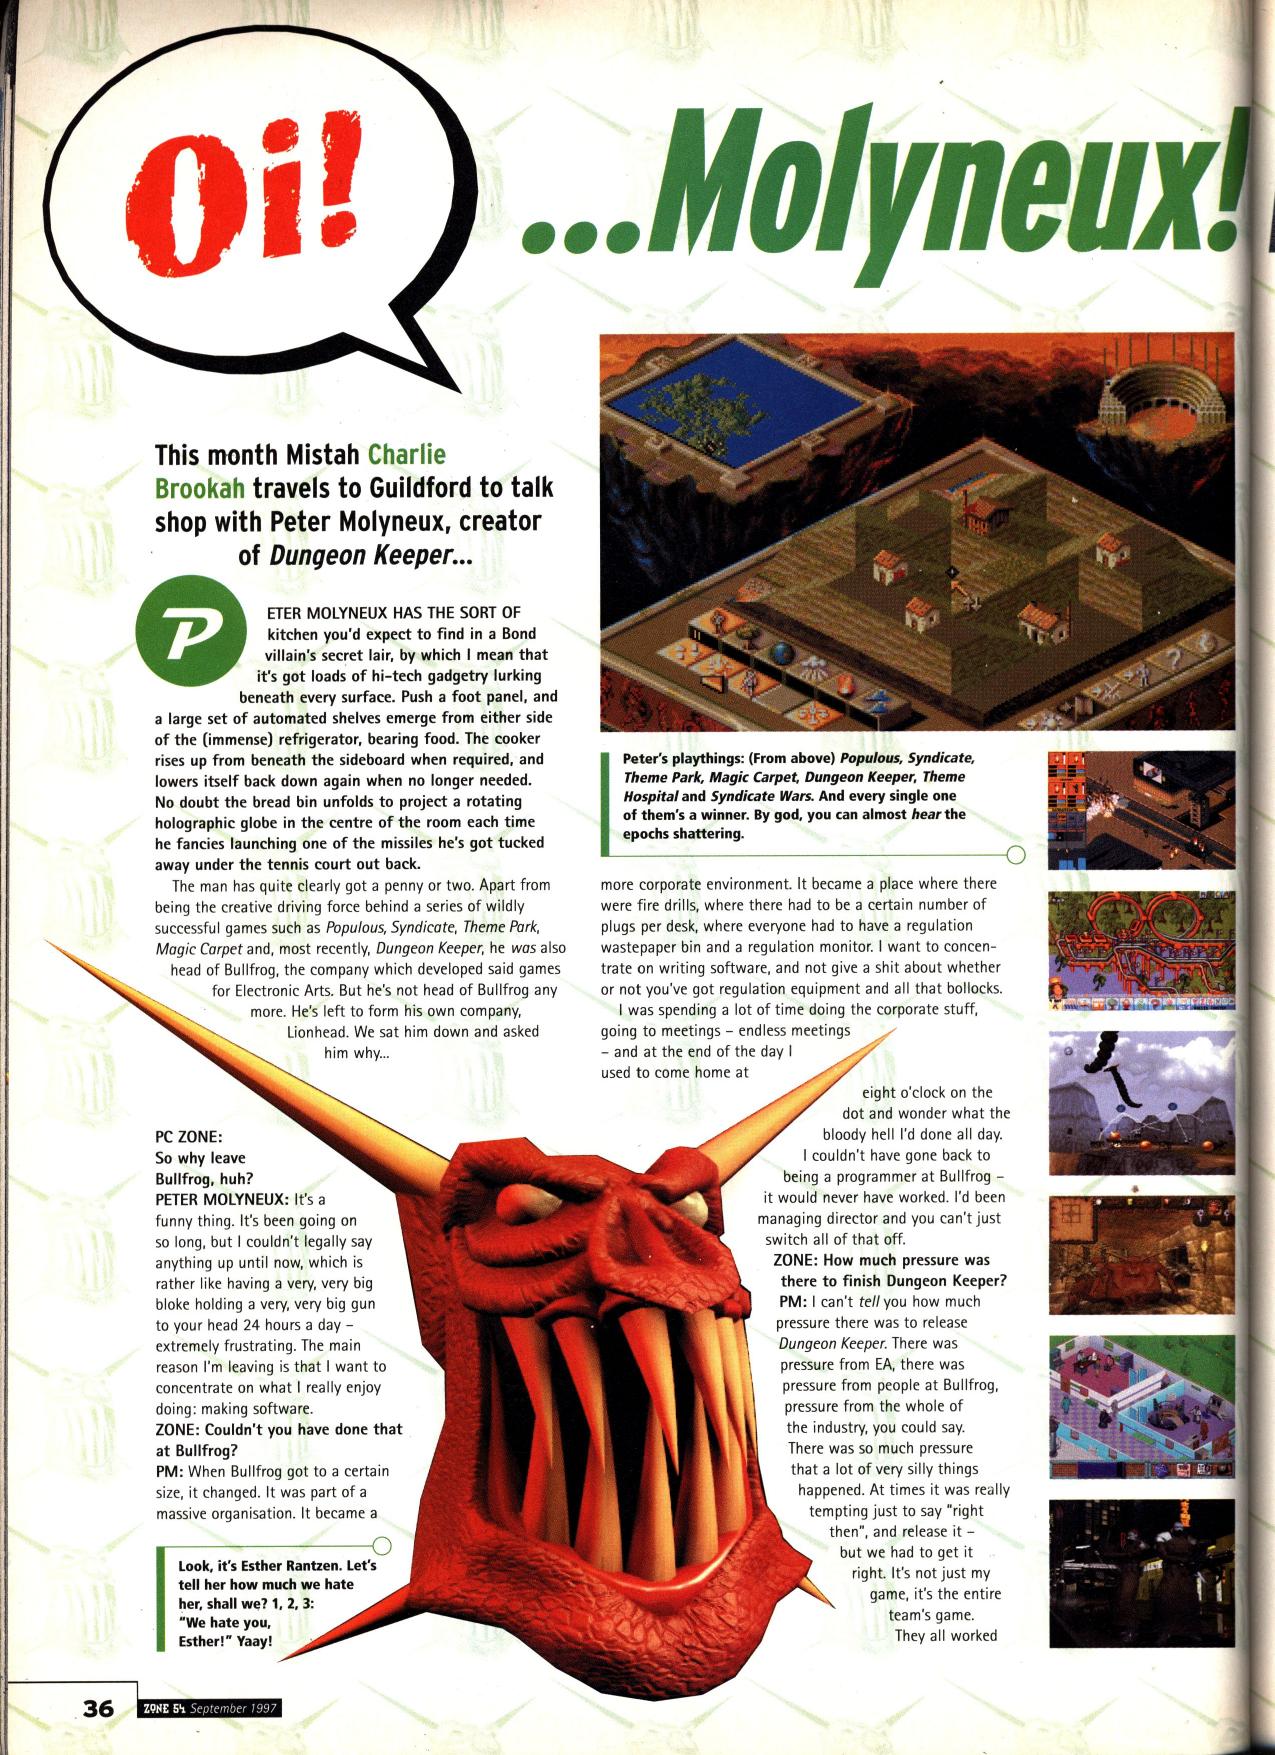 Oi!
...Molyneux!
This month Mistah Charlie
Brookah travels to Guildford to talk
shop with Peter Molyneux, creator
of Dungeon Keeper...
PETER MOLYNEUX HAS THE SORT OF
kitchen you'd expect to find in a Bond
villain's secret lair, by which I mean that
it's got loads of hi-tech gadgetry lurking
beneath every surface. Push a foot panel, and
a large set of automated shelves emerge from either side
of the (immense) refrigerator, bearing food. The cooker
rises up from beneath the sideboard when required, and
lowers itself back down again when no longer needed.
No doubt the bread bin unfolds to project a rotating
holographic globe in the centre of the room each time
he fancies launching one of the missiles he's got tucked
away under the tennis court out back.
The man has quite clearly got a penny or two. Apart from
being the creative driving force behind a series of wildly
successful games such as Populous, Syndicate, Theme Park,
Magic Carpet and, most recently, Dungeon Keeper, he was also
head of Bullfrog, the company which developed said games
for Electronic Arts. But he's not head of Bullfrog any
more. He's left to form his own company,
Lionhead. We sat him down and asked
him why...
PC ZONE:
So why leave
Bullfrog, huh?
PETER MOLYNEUX: It's a
funny thing. It's been going on
so long, but I couldn't legally say
anything up until now, which is
rather like having a very, very big
bloke holding a very, very big gun
to your head 24 hours a day –
extremely frustrating. The main
reason I'm leaving is that I want to
concentrate on what I really enjoy
doing: making software.
ZONE: Couldn't you have done that
at Bullfrog?
PM: When Bullfrog got to a certain
size, it changed. It was part of a
massive organisation. It became a
Look, it's Esther Rantzen. Let's
tell her how much we hate
her, shall we? 1, 2, 3:
"We hate you,
Esther!" Yaay!
Peter's playthings: (From above) Populous, Syndicate,
Theme Park, Magic Carpet, Dungeon Keeper, Theme
Hospital and Syndicate Wars. And every single one
of them's a winner. By god, you can almost hear the
epochs shattering.
more corporate environment. It became a place where there
were fire drills, where there had to be a certain number of
plugs per desk, where everyone had to have a regulation
wastepaper bin and a regulation monitor. I want to concen-
trate on writing software, and not give a shit about whether
or not you've got regulation equipment and all that bollocks.
I was spending a lot of time doing the corporate stuff,
going to meetings – endless meetings
– and at the end of the day I
used to come home at
eight o'clock on the
dot and wonder what the
bloody hell I'd done all day.
I couldn't have gone back to
being a programmer at Bullfrog –
it would never have worked. I'd been
managing director and you can't just
switch all of that off.
ZONE: How much pressure was
there to finish Dungeon Keeper?
PM: I can't tell you how much
pressure there was to release
Dungeon Keeper. There was
pressure from EA, there was
pressure from people at Bullfrog,
pressure from the whole of
the industry, you could say.
There was so much pressure
that a lot of very silly things
happened. At times it was really
tempting just to say "right
then", and release it –
but we had to get it
right. It's not just my
game, it's the entire
team's game.
They all worked
36
ZONE 54 September 1997